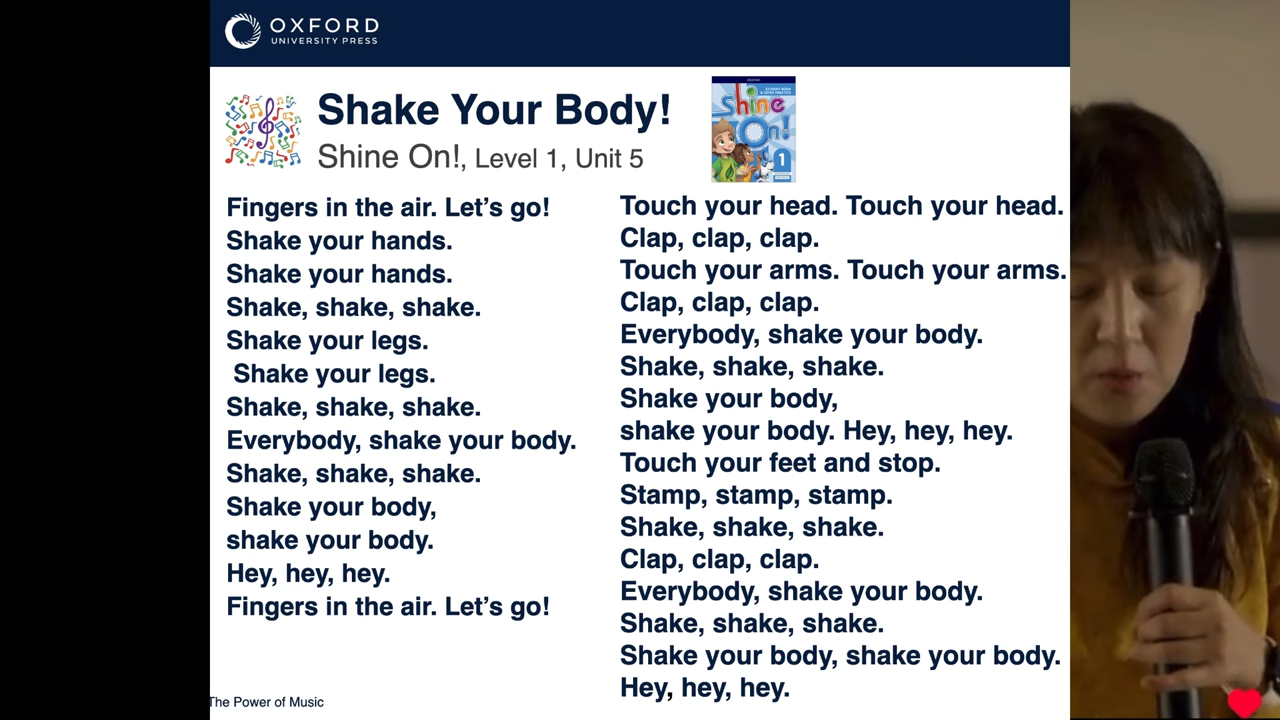 OXFORD
UNIVERSITY PRESS
Shake Your Body!
Shine On!, Level 1, Unit 5
shine
On!
1
Fingers in the air. Let's go!
Shake your hands.
Shake your hands.
Shake, shake, shake.
Shake your legs.
Shake your legs.
Shake, shake, shake.
Everybody, shake your body.
Shake, shake, shake.
Shake your body,
shake your body.
Hey, hey, hey.
Fingers in the air. Let's go!
Touch your head. Touch your head.
Clap, clap, clap.
Touch your arms. Touch your arms.
Clap, clap, clap.
Everybody, shake your body.
Shake, shake, shake.
Shake your body,
shake your body. Hey, hey, hey.
Touch your feet and stop.
Stamp, stamp, stamp.
Shake, shake, shake.
Clap, clap, clap.
Everybody, shake your body.
Shake, shake, shake.
Shake your body, shake your body.
Hey, hey, hey.
The Power of Music